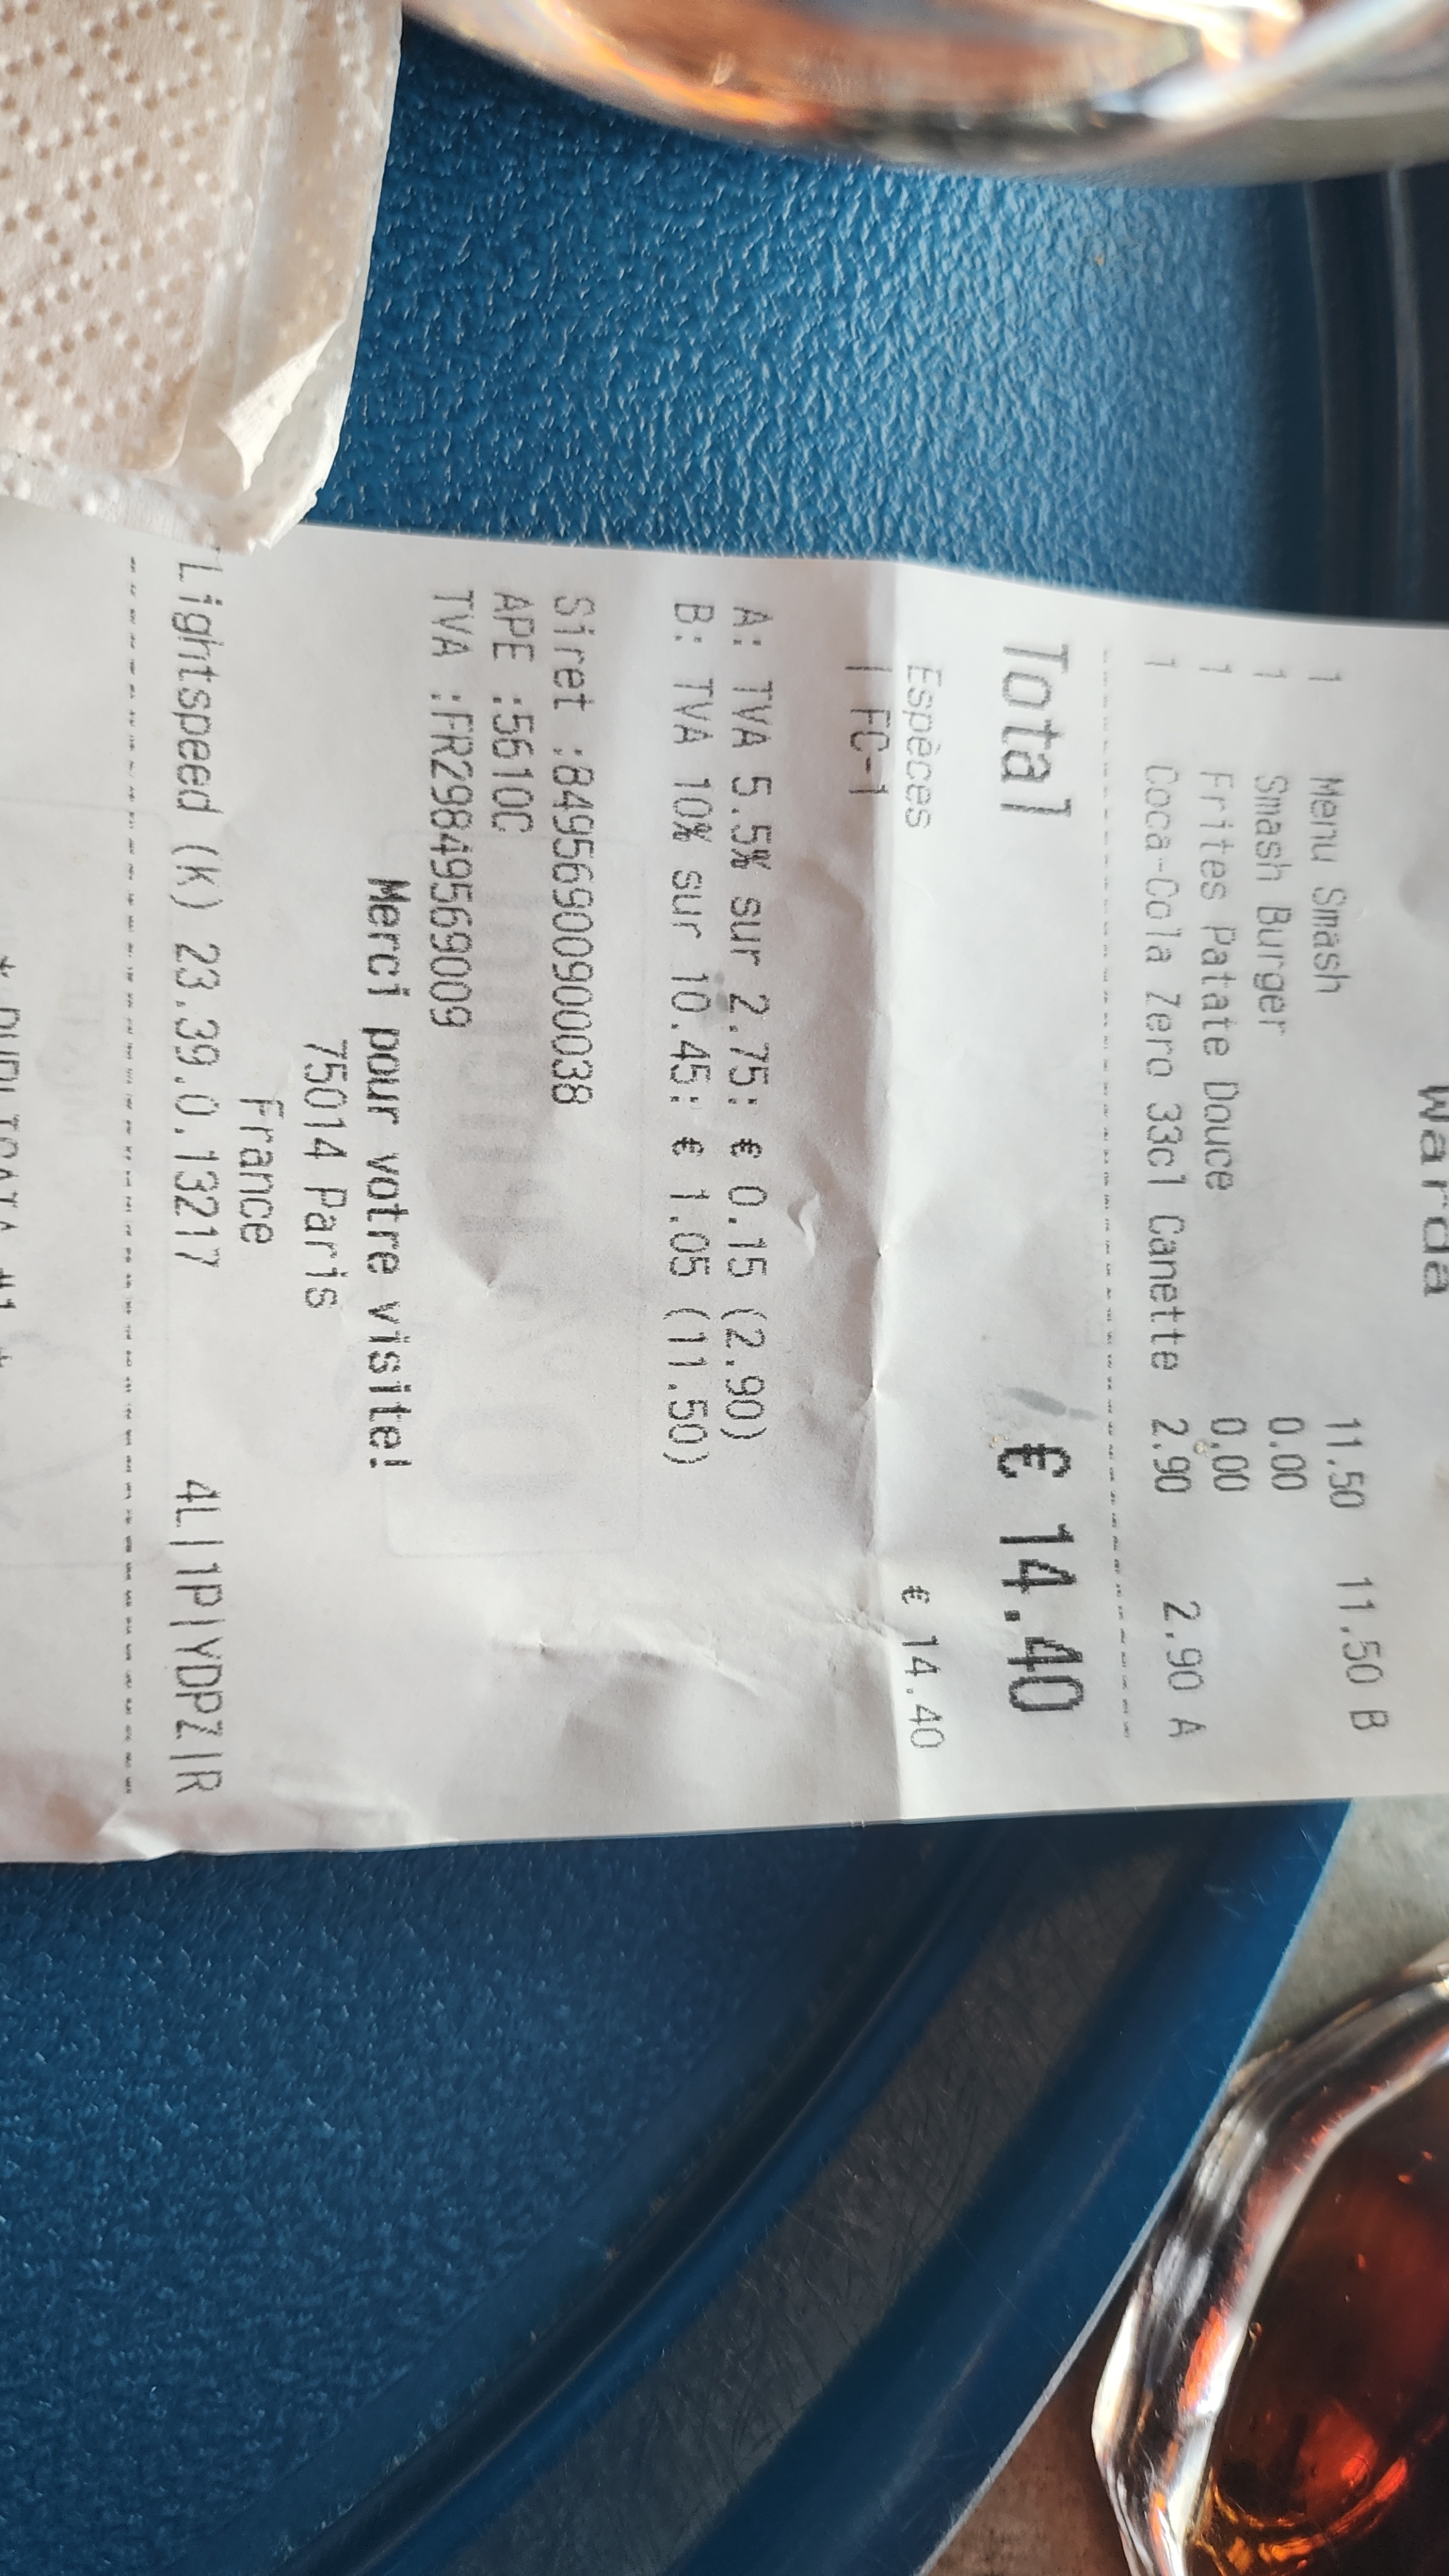 Warda
1 Menu Smash 11.50 11.50 B
1 Smash Burger 0.00
1 Frites Patate Douce 0.00
1 Coca-Cola Zero 33cl Canette 2.90 2.90 A
Total € 14.40
Espèces € 14.40
1 FC-1
A: TVA 5.5% sur 2.75: € 0.15 (2.90)
B: TVA 10% sur 10.45: € 1.05 (11.50)
Siret :84956900900038
APE :5610C
TVA :FR29849569009
Merci pour votre visite!
75014 Paris
France
Lightspeed (K) 23.39.0.13217 4L|1P|YDPZ|R